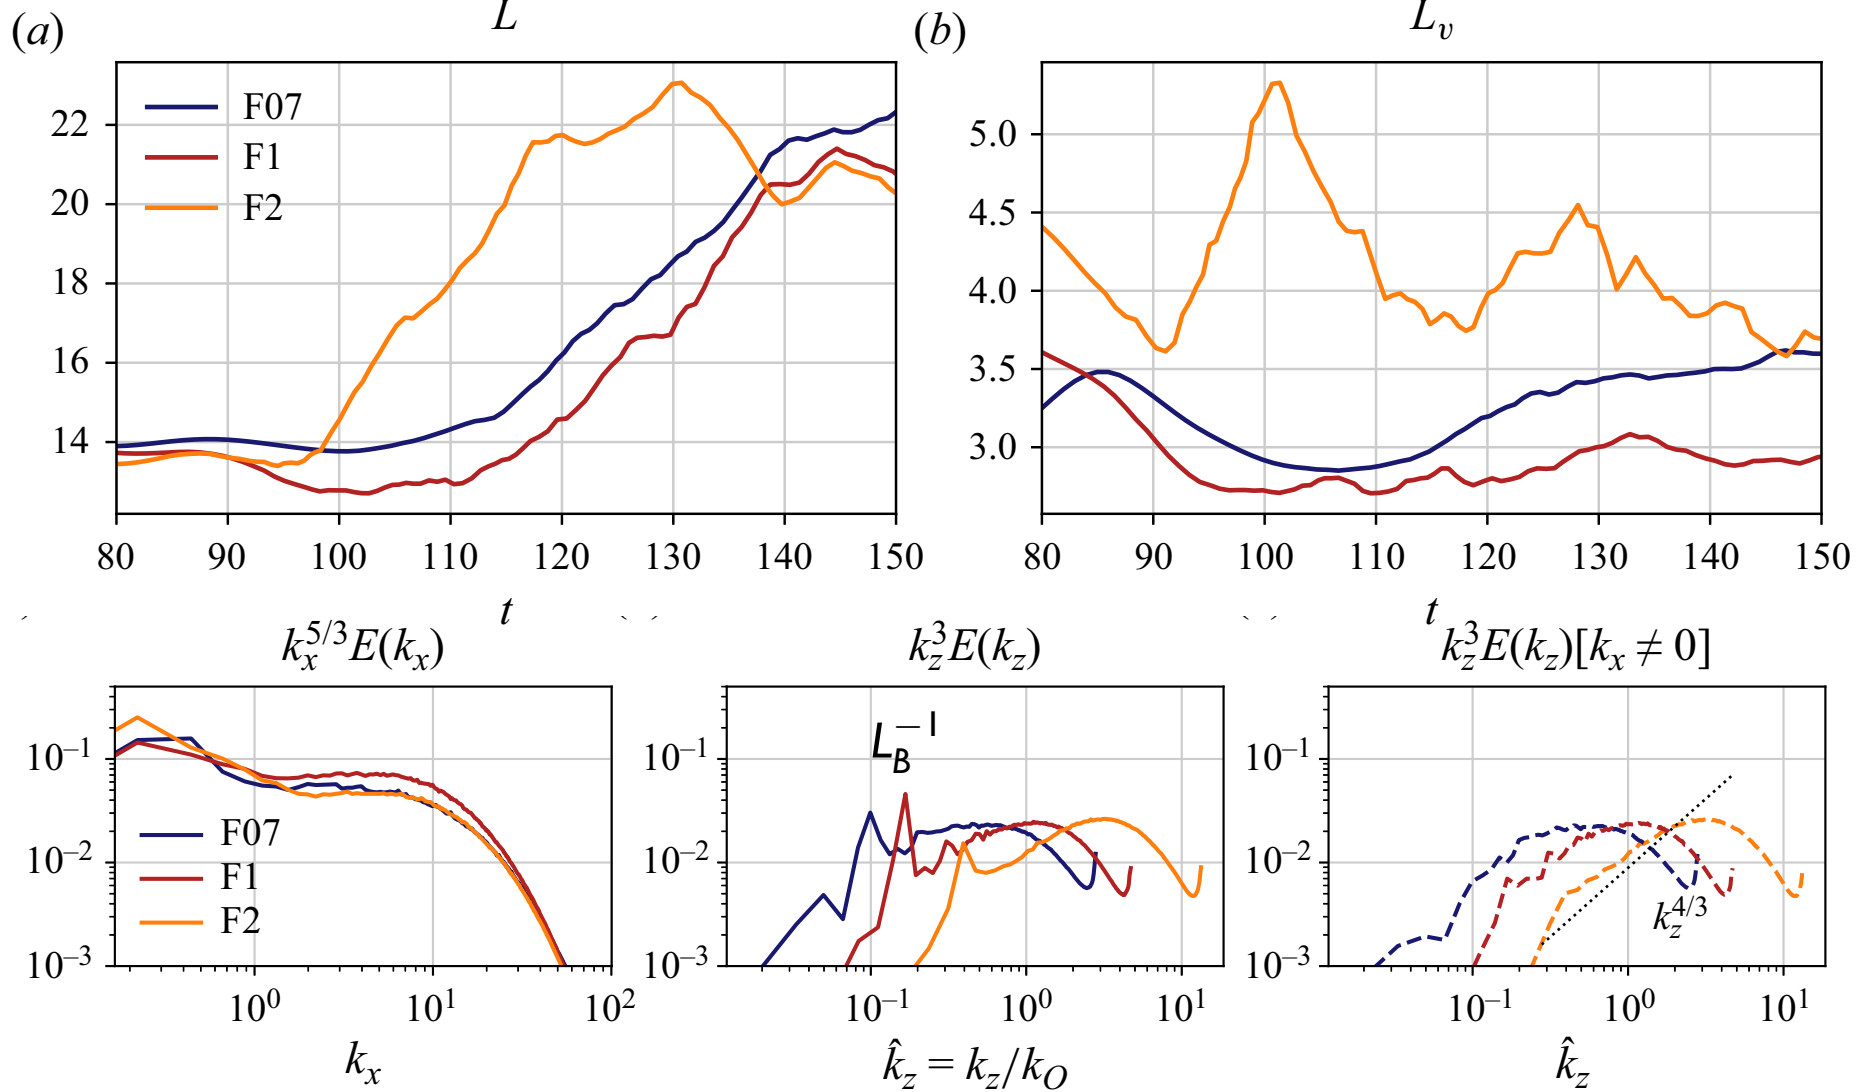 (a)
L
22
20
18
16
14
F07
F1
F2
80 90 100 110 120 130 140 150
t
(b)
L_v
5.0
4.5
4.0
3.5
3.0
80 90 100 110 120 130 140 150
t
k_x^{5/3}E(k_x)
10^{-1}
10^{-2}
10^{-3}
F07
F1
F2
10^0 10^1 10^2
k_x
k_z^3E(k_z)
10^{-1}
10^{-2}
10^{-3}
L_B^{-1}
10^{-1} 10^0 10^1
\hat{k}_z = k_z/k_O
k_z^3E(k_z)[k_x ≠ 0]
10^{-1}
10^{-2}
10^{-3}
k_z^{4/3}
10^{-1} 10^0 10^1
\hat{k}_z